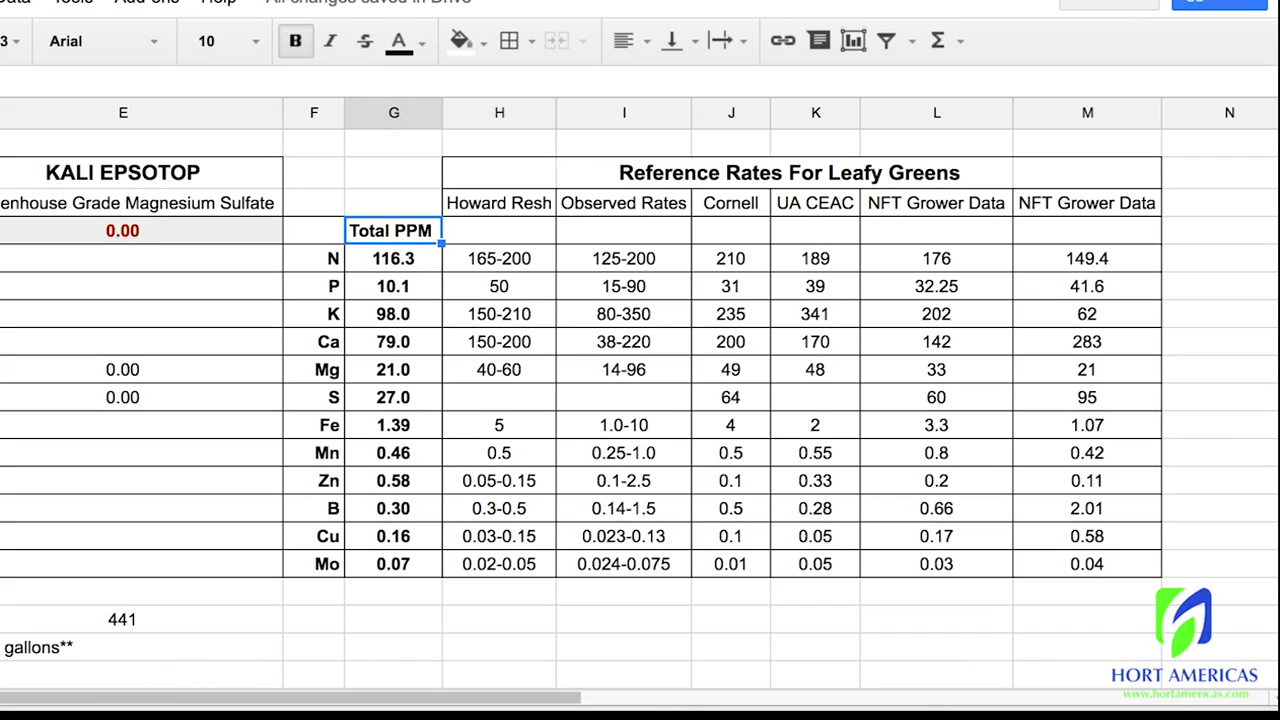 Tools Add-ons Help All changes saved in Drive
3 Arial 10 B I S A Σ
E F G H I J K L M N
KALI EPSOTOP Reference Rates For Leafy Greens
enhouse Grade Magnesium Sulfate Howard Resh Observed Rates Cornell UA CEAC NFT Grower Data NFT Grower Data
0.00 Total PPM
N 116.3 165-200 125-200 210 189 176 149.4
P 10.1 50 15-90 31 39 32.25 41.6
K 98.0 150-210 80-350 235 341 202 62
Ca 79.0 150-200 38-220 200 170 142 283
0.00 Mg 21.0 40-60 14-96 49 48 33 21
0.00 S 27.0 64 60 95
Fe 1.39 5 1.0-10 4 2 3.3 1.07
Mn 0.46 0.5 0.25-1.0 0.5 0.55 0.8 0.42
Zn 0.58 0.05-0.15 0.1-2.5 0.1 0.33 0.2 0.11
B 0.30 0.3-0.5 0.14-1.5 0.5 0.28 0.66 2.01
Cu 0.16 0.03-0.15 0.023-0.13 0.1 0.05 0.17 0.58
Mo 0.07 0.02-0.05 0.024-0.075 0.01 0.05 0.03 0.04
441
gallons**
HORT AMERICAS
www.hortamericas.com